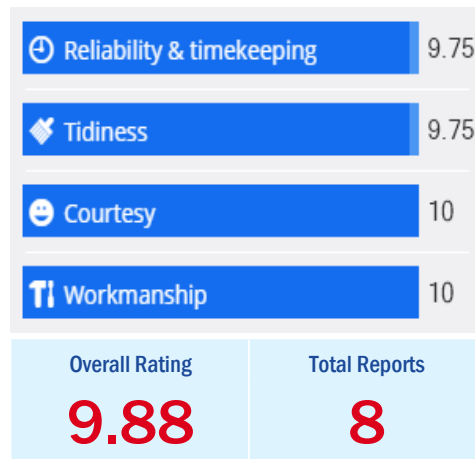 Reliability & timekeeping 9.75
Tidiness 9.75
Courtesy 10
Workmanship 10
Overall Rating Total Reports
9.88 8